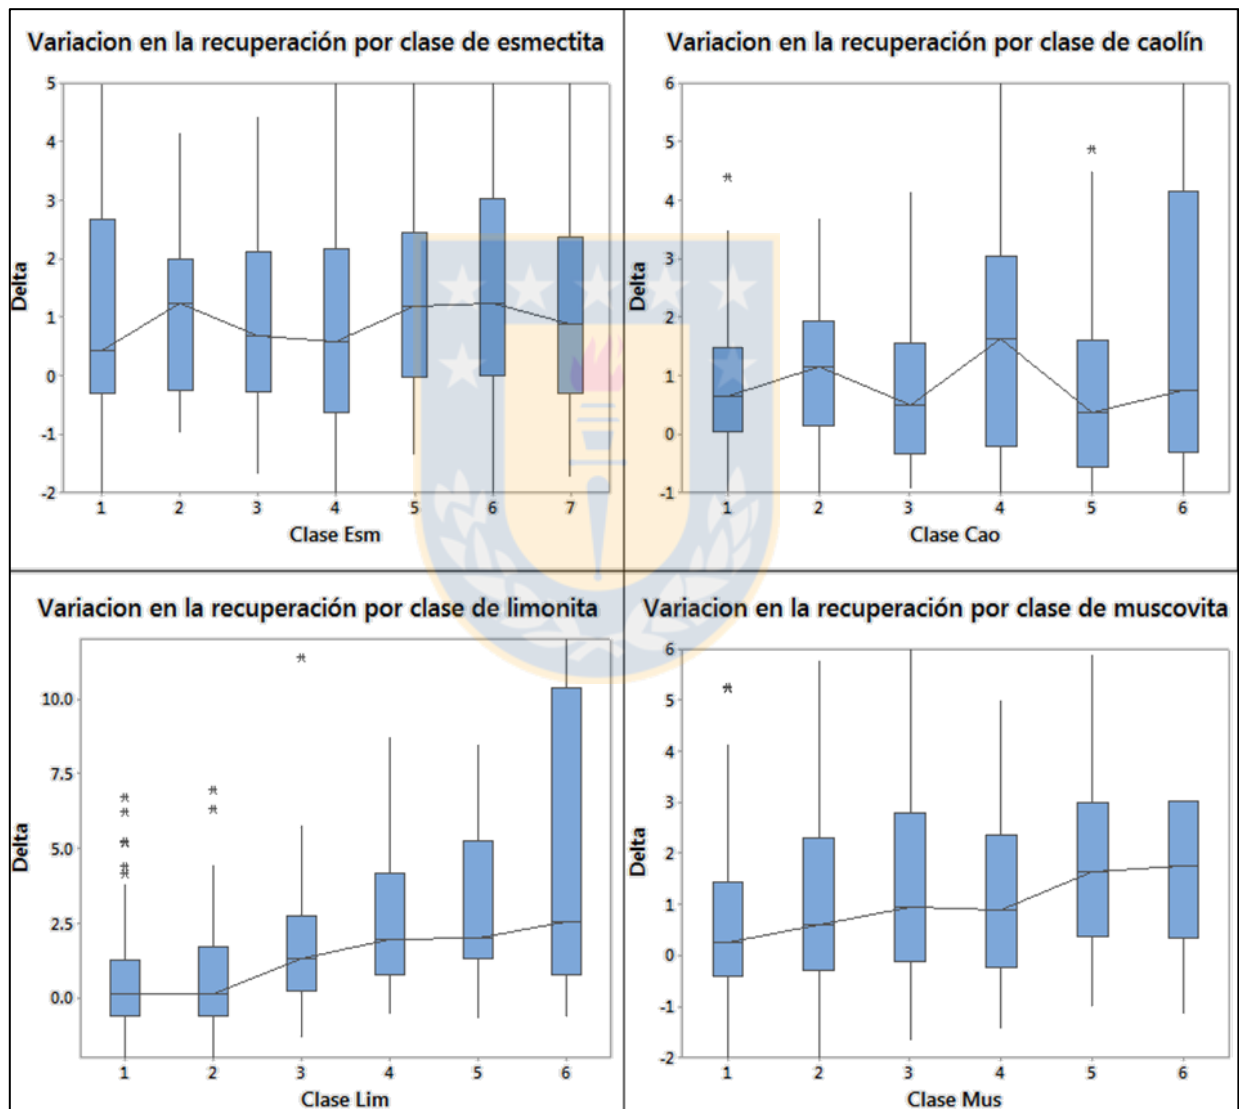 Variacion en la recuperación por clase de esmectita
5
4
3
2
1
0
-1
-2
Delta
1 2 3 4 5 6 7
Clase Esm
Variacion en la recuperación por clase de caolín
6
5
4
3
2
1
0
-1
Delta
1 2 3 4 5 6
Clase Cao
Variacion en la recuperación por clase de limonita
10.0
7.5
5.0
2.5
0.0
Delta
1 2 3 4 5 6
Clase Lim
Variacion en la recuperación por clase de muscovita
6
5
4
3
2
1
0
-1
-2
Delta
1 2 3 4 5 6
Clase Mus